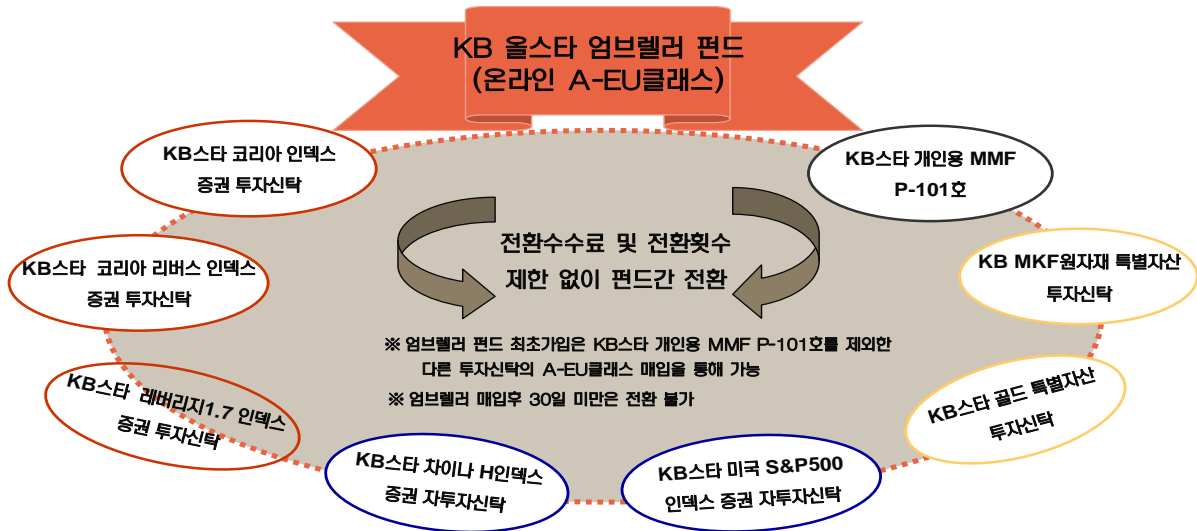 KB 올스타 엄브렐러 펀드
(온라인 A-EU클래스)
KB스타 코리아 인덱스
증권 투자신탁
KB스타 개인용 MMF
P-101호
KB스타 코리아 리버스 인덱스
증권 투자신탁
전환수수료 및 전환횟수
제한 없이 펀드간 전환
KB MKF원자재 특별자산
투자신탁
※ 엄브렐러 펀드 최초가입은 KB스타 개인용 MMF P-101호를 제외한
다른 투자신탁의 A-EU클래스 매입을 통해 가능
※ 엄브렐러 매입후 30일 미만은 전환 불가
KB스타 레버리지1.7 인덱스
증권 투자신탁
KB스타 골드 특별자산
투자신탁
KB스타 차이나 H인덱스
증권 자투자신탁
KB스타 미국 S&P500
인덱스 증권 자투자신탁